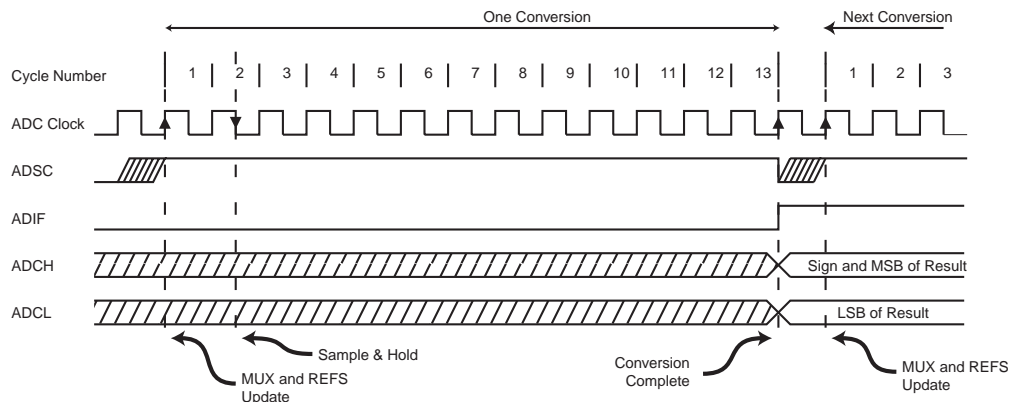 One Conversion
Next Conversion
Cycle Number
1 2 3 4 5 6 7 8 9 10 11 12 13 1 2 3
ADC Clock
ADSC
ADIF
ADCH
Sign and MSB of Result
ADCL
LSB of Result
Sample & Hold
MUX and REFS
Update
Conversion
Complete
MUX and REFS
Update